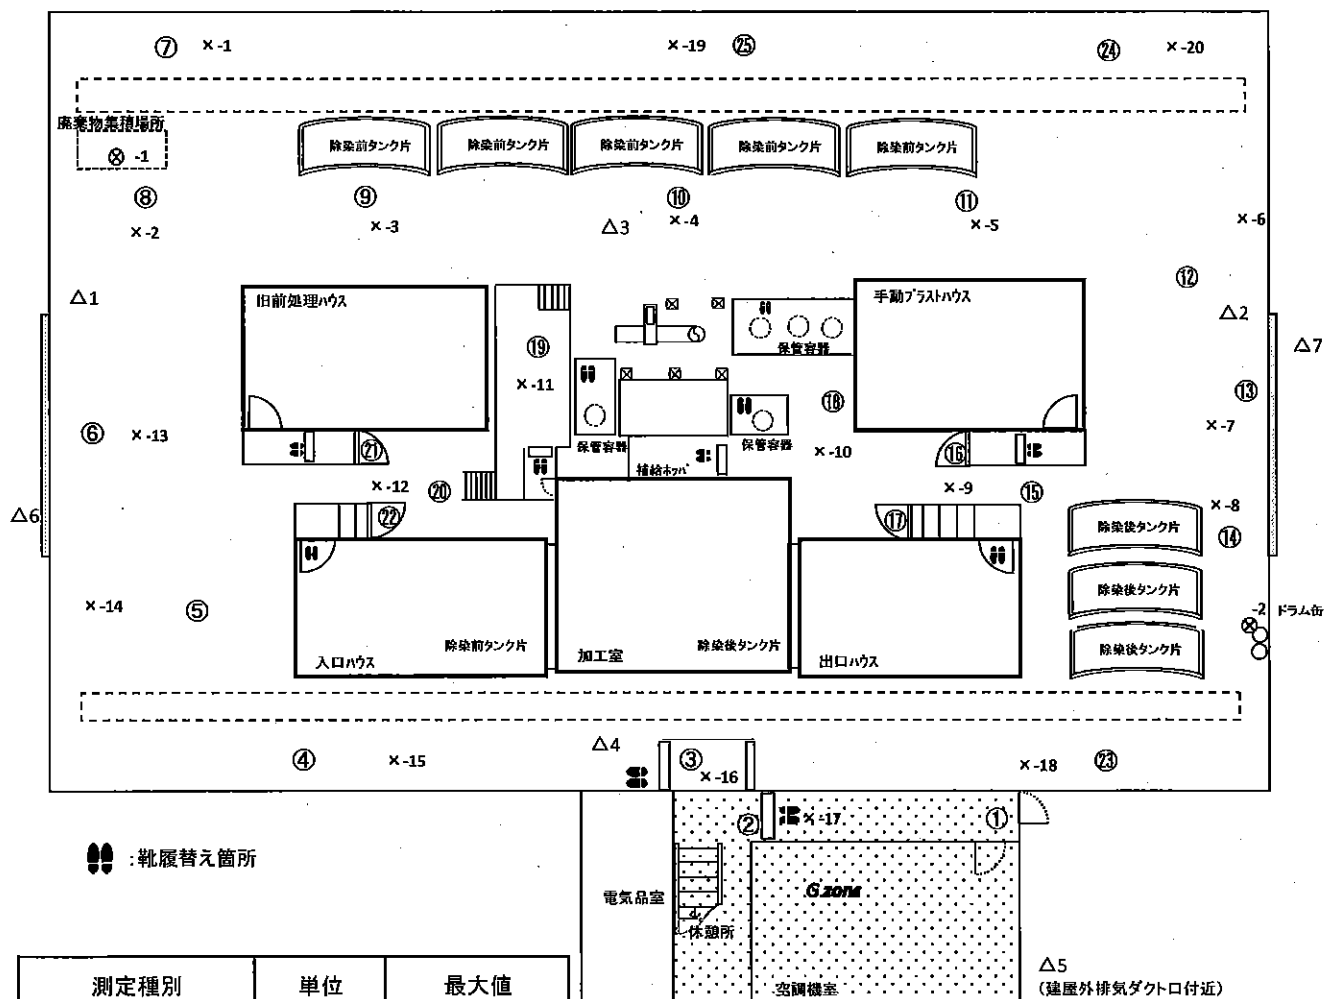 ⑦ × -1 × -19 ㉕ ㉔ × -20
廃棄物集積場所
⊗ -1
除染前タンク片 除染前タンク片 除染前タンク片 除染前タンク片 除染前タンク片
⑧ ⑨ ⑩ ⑪
× -2 × -3 △3 × -4 × -5 × -6
⑫
△1 旧前処理ハウス 手動ブラストハウス △2
△7
⑲ 保管容器
× -11 ⑬
⑱
⑥ × -13 × -7
㉑ 保管容器 保管容器 × -10 ⑯
補給ホッパ
× -12 ⑳ × -9 ⑮
△6 ㉒ ⑰ × -8
除染後タンク片 ⑭
除染後タンク片
× -14 ⑤ -2 ドラム缶
除染前タンク片 除染後タンク片 除染後タンク片
入口ハウス 加工室 出口ハウス
④ × -15 △4 ③ × -16 × -18 ㉓
② × -17 ①
:靴履替え箇所
電気品室 G zone
休憩所
測定種別 単位 最大値
空調機室
△5
(建屋外排気ダクト口付近)